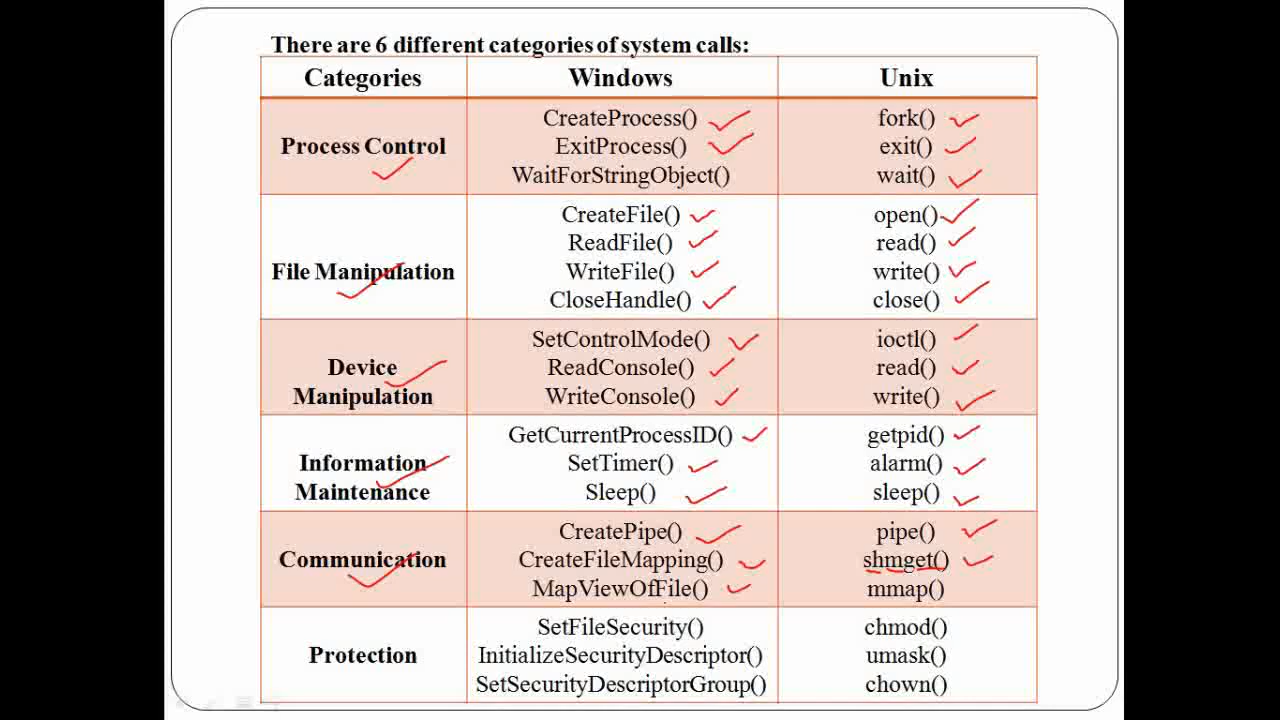 There are 6 different categories of system calls:
Categories Windows Unix
Process Control
CreateProcess() fork()
ExitProcess() exit()
WaitForStringObject() wait()
File Manipulation
CreateFile() open()
ReadFile() read()
WriteFile() write()
CloseHandle() close()
Device
Manipulation
SetControlMode() ioctl()
ReadConsole() read()
WriteConsole() write()
Information
Maintenance
GetCurrentProcessID() getpid()
SetTimer() alarm()
Sleep() sleep()
Communication
CreatePipe() pipe()
CreateFileMapping() shmget()
MapViewOfFile() mmap()
Protection
SetFileSecurity() chmod()
InitializeSecurityDescriptor() umask()
SetSecurityDescriptorGroup() chown()